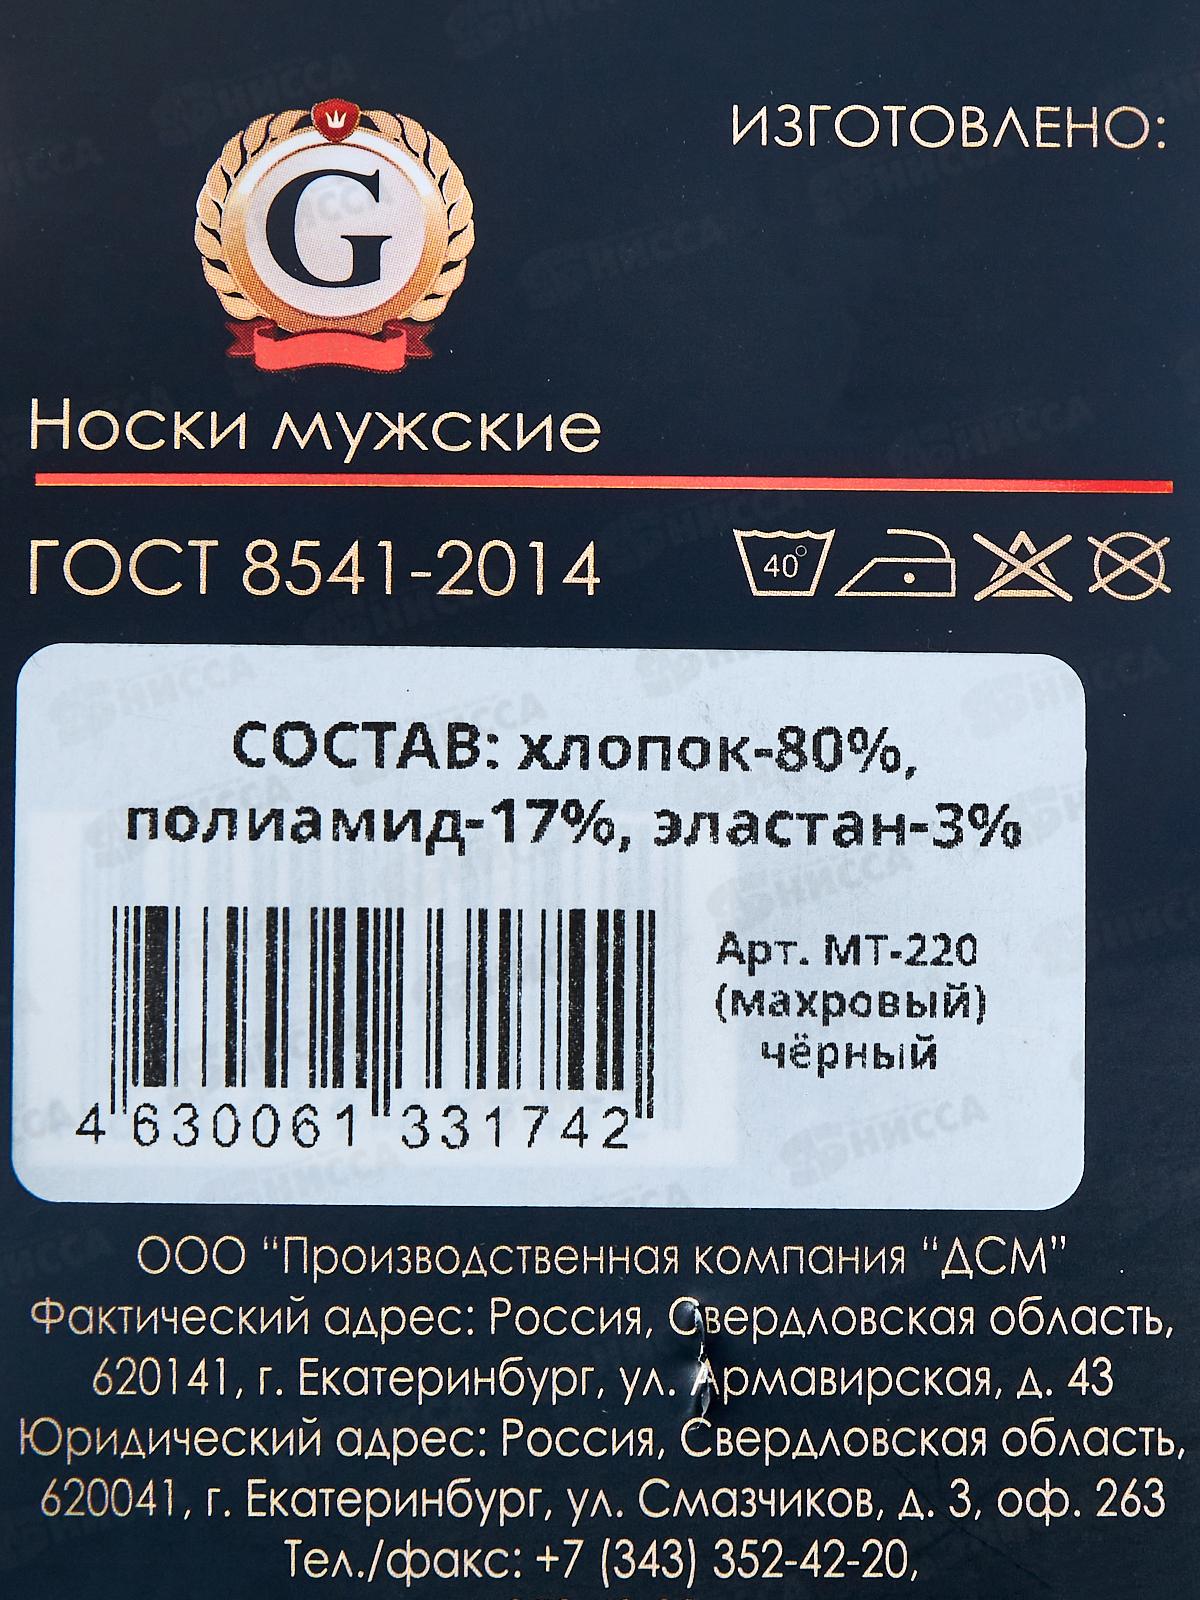 ИЗГОТОВЛЕНО:
G
Носки мужские
ГОСТ 8541-2014
40°
СОСТАВ: хлопок-80%,
полиамид-17%, эластан-3%
Арт. МТ-220
(махровый)
чёрный
4 630061 331742
ООО “Производственная компания “ДСМ”
Фактический адрес: Россия, Свердловская область,
620141, г. Екатеринбург, ул. Армавирская, д. 43
Юридический адрес: Россия, Свердловская область,
620041, г. Екатеринбург, ул. Смазчиков, д. 3, оф. 263
Тел./факс: +7 (343) 352-42-20,
НИССА